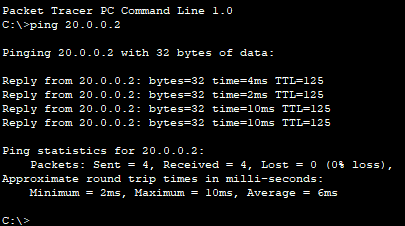 Packet Tracer PC Command Line 1.0
C:\>ping 20.0.0.2
Pinging 20.0.0.2 with 32 bytes of data:
Reply from 20.0.0.2: bytes=32 time=4ms TTL=125
Reply from 20.0.0.2: bytes=32 time=2ms TTL=125
Reply from 20.0.0.2: bytes=32 time=10ms TTL=125
Reply from 20.0.0.2: bytes=32 time=10ms TTL=125
Ping statistics for 20.0.0.2:
    Packets: Sent = 4, Received = 4, Lost = 0 (0% loss),
Approximate round trip times in milli-seconds:
    Minimum = 2ms, Maximum = 10ms, Average = 6ms
C:\>